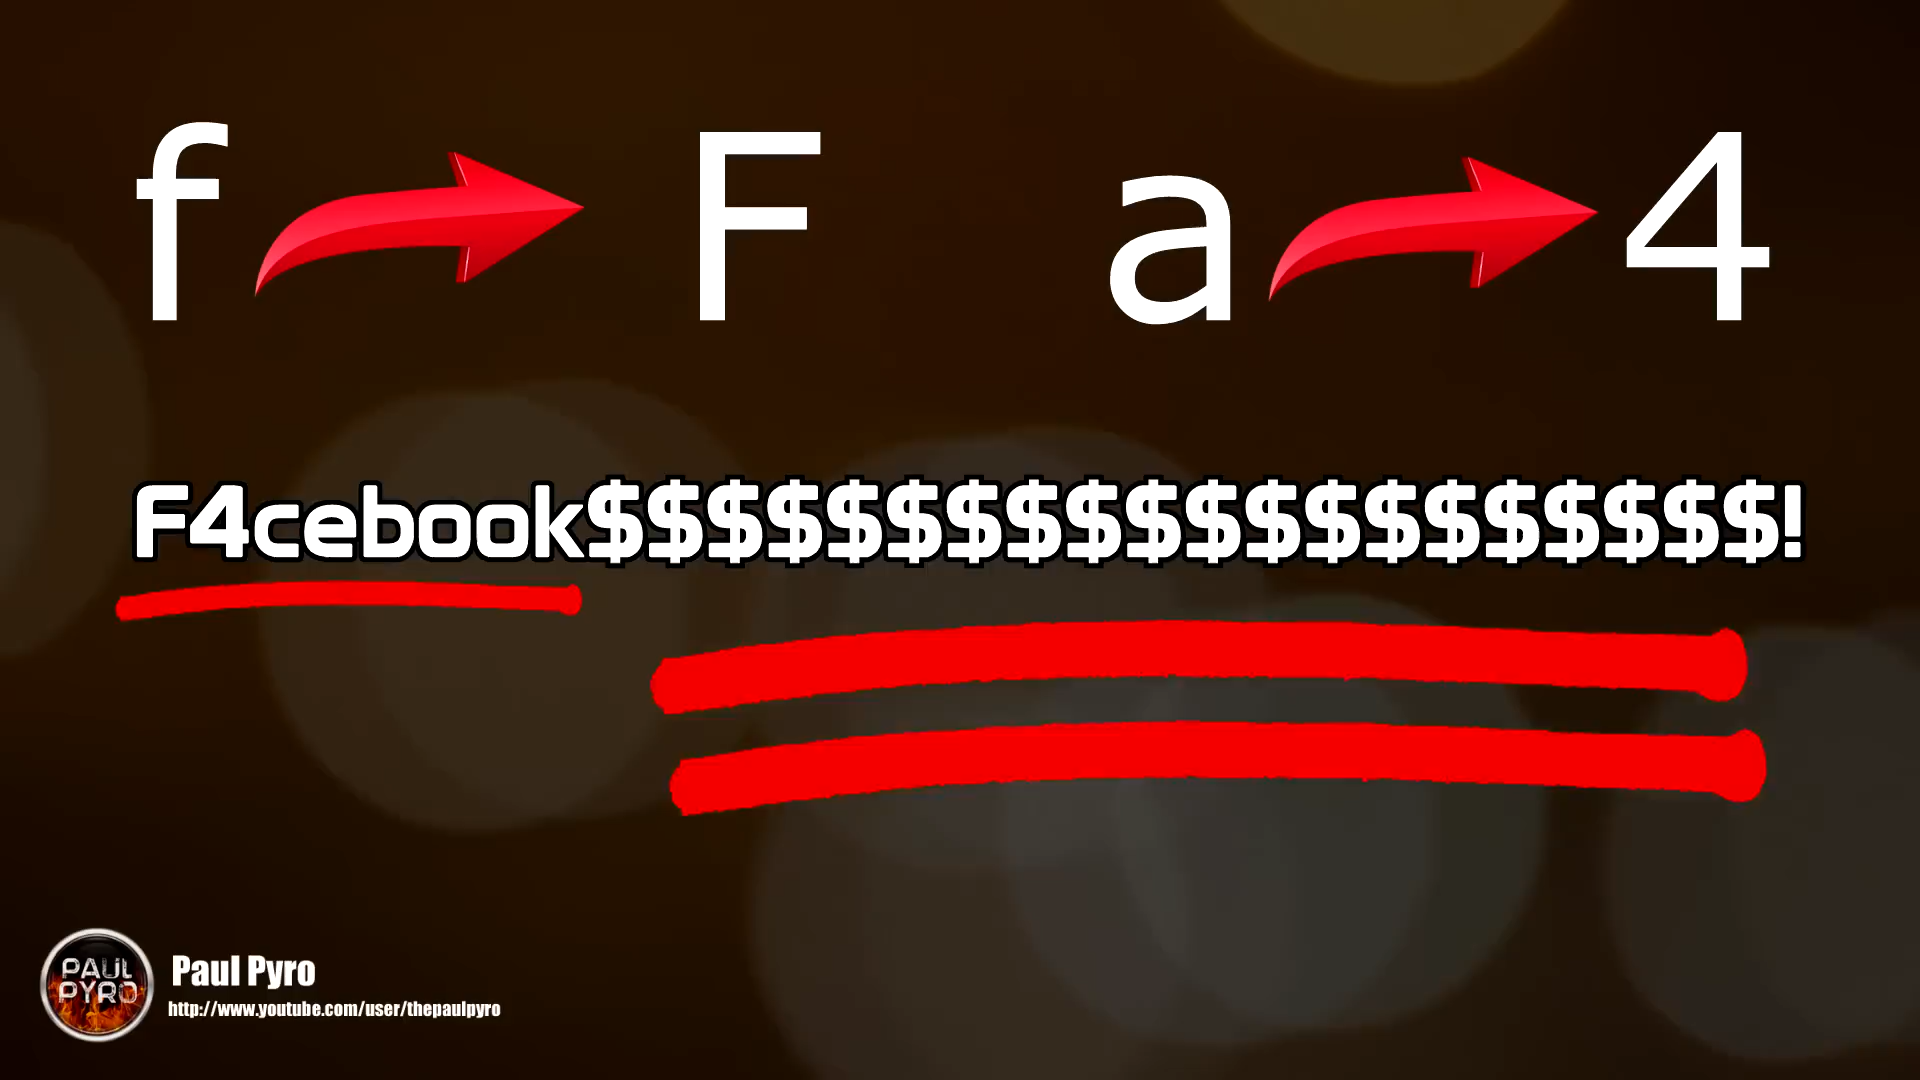 f F a 4
F4cebook$$$$$$$$$$$$$$$$$$$$!
PAUL
PYRO
Paul Pyro
http://www.youtube.com/user/thepaulpyro